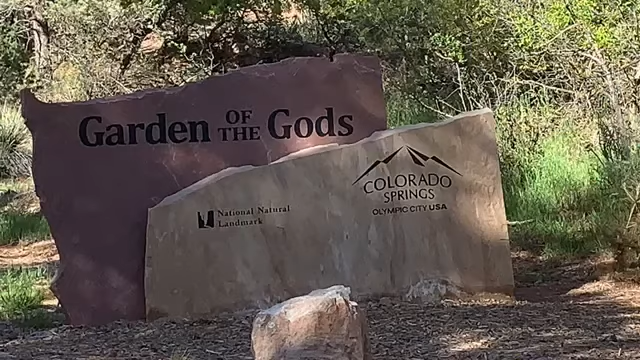 Garden OF THE Gods
National Natural
Landmark
COLORADO
SPRINGS
OLYMPIC CITY USA